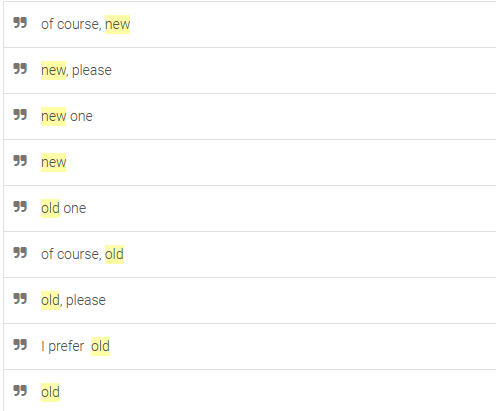 of course, new
new, please
new one
new
old one
of course, old
old, please
I prefer  old
old